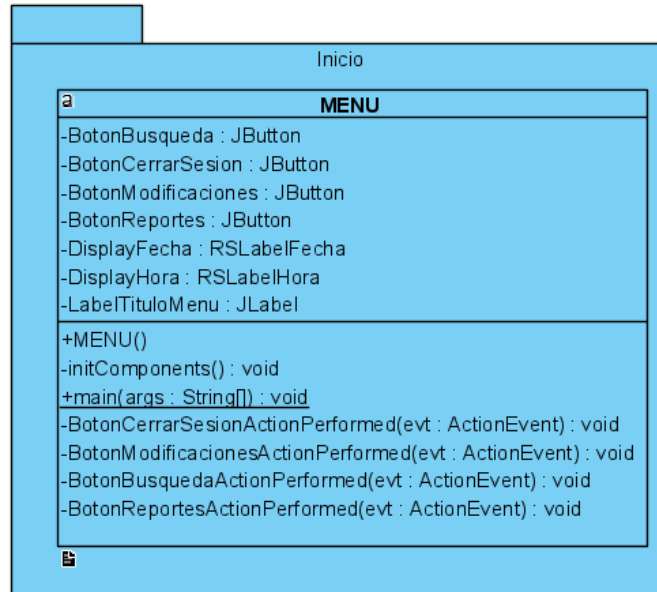 Inicio
a
MENU
-BotonBusqueda : JButton
-BotonCerrarSesion : JButton
-BotonModificaciones : JButton
-BotonReportes : JButton
-DisplayFecha : RSLabelFecha
-DisplayHora : RSLabelHora
-LabelTituloMenu : JLabel
+MENU()
-initComponents() : void
+main(args : String[]) : void
-BotonCerrarSesionActionPerformed(evt : ActionEvent) : void
-BotonModificacionesActionPerformed(evt : ActionEvent) : void
-BotonBusquedaActionPerformed(evt : ActionEvent) : void
-BotonReportesActionPerformed(evt : ActionEvent) : void